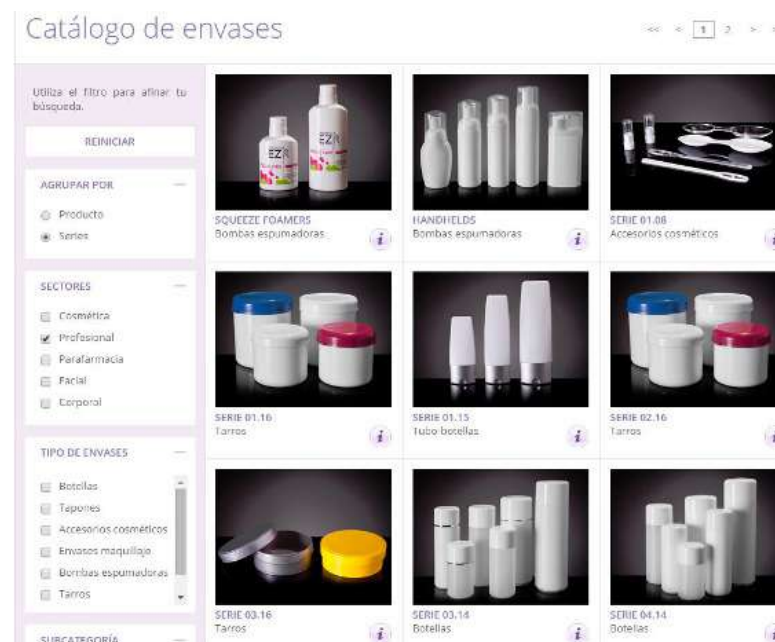 Catálogo de envases
<< < 1 2 >
Utiliza el filtro para afinar tu
búsqueda.
REINICIAR
AGRUPAR POR
Producto
Series
SECTORES
Cosmética
Profesional
Parafarmacia
Facial
Corporal
TIPO DE ENVASES
Botellas
Tapones
Accesorios cosméticos
Envases maquillaje
Bombas espumadoras
Tarros
SUBCATEGORÍA
EZR
EZR
SQUEEZE FOAMERS
Bombas espumadoras
i
HANDHELDS
Bombas espumadoras
i
SERIE 01.08
Accesorios cosméticos
i
SERIE 01.16
Tarros
i
SERIE 01.15
Tubo-botellas
i
SERIE 02.16
Tarros
i
SERIE 03.16
Tarros
i
SERIE 03.14
Botellas
i
SERIE 04.14
Botellas
i